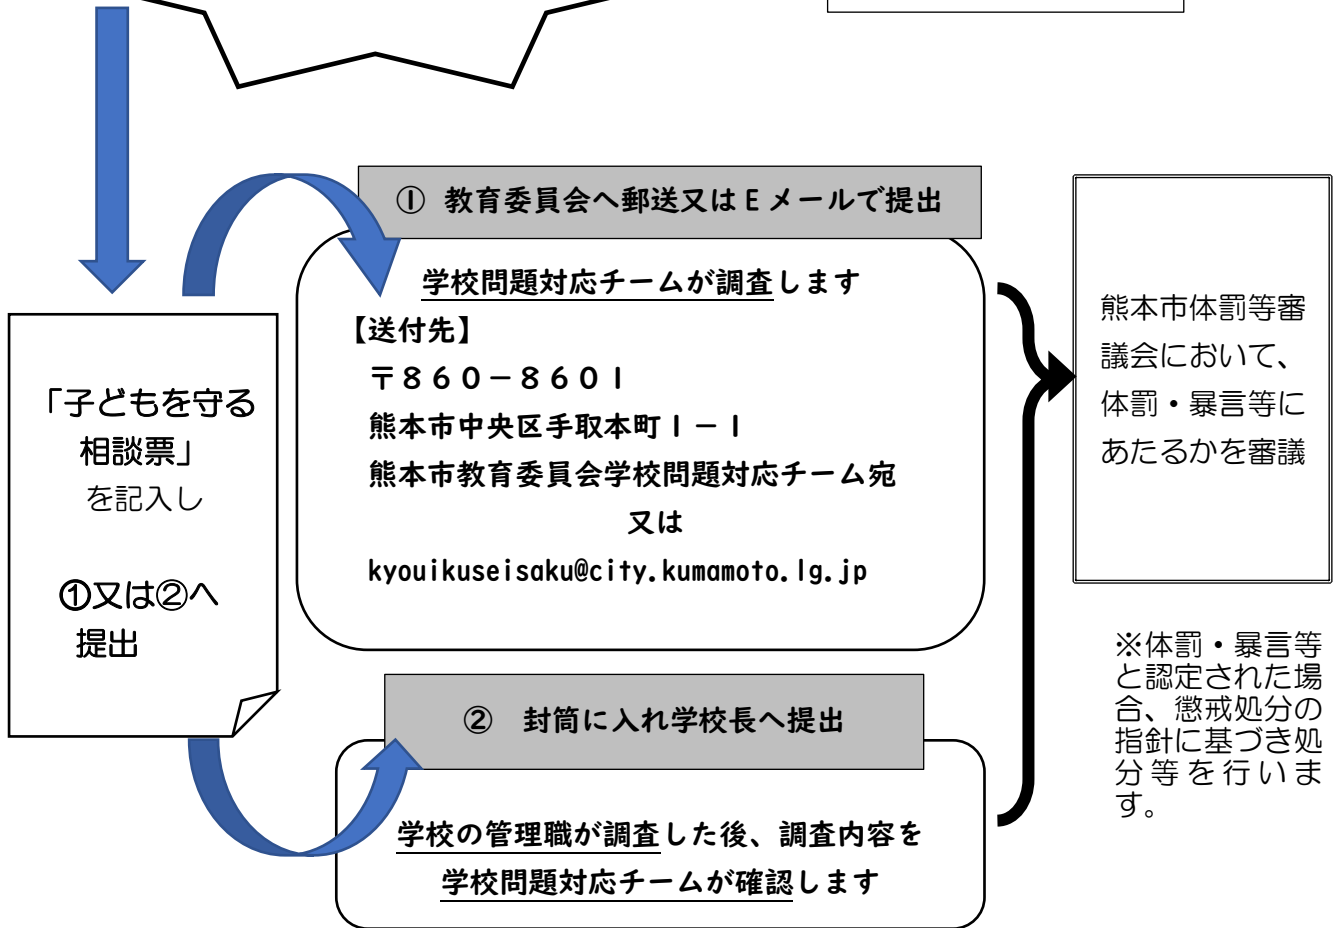 ① 教育委員会へ郵送又はEメールで提出
学校問題対応チームが調査します
【送付先】
〒860-8601
熊本市中央区手取本町1-1
熊本市教育委員会学校問題対応チーム宛
又は
kyouikuseisaku@city.kumamoto.lg.jp
「子どもを守る
相談票」
を記入し
①又は②へ
提出
② 封筒に入れ学校長へ提出
学校の管理職が調査した後、調査内容を
学校問題対応チームが確認します
熊本市体罰等審
議会において、
体罰・暴言等に
あたるかを審議
※体罰・暴言等
と認定された場
合、懲戒処分の
指針に基づき処
分等を行いま
す。